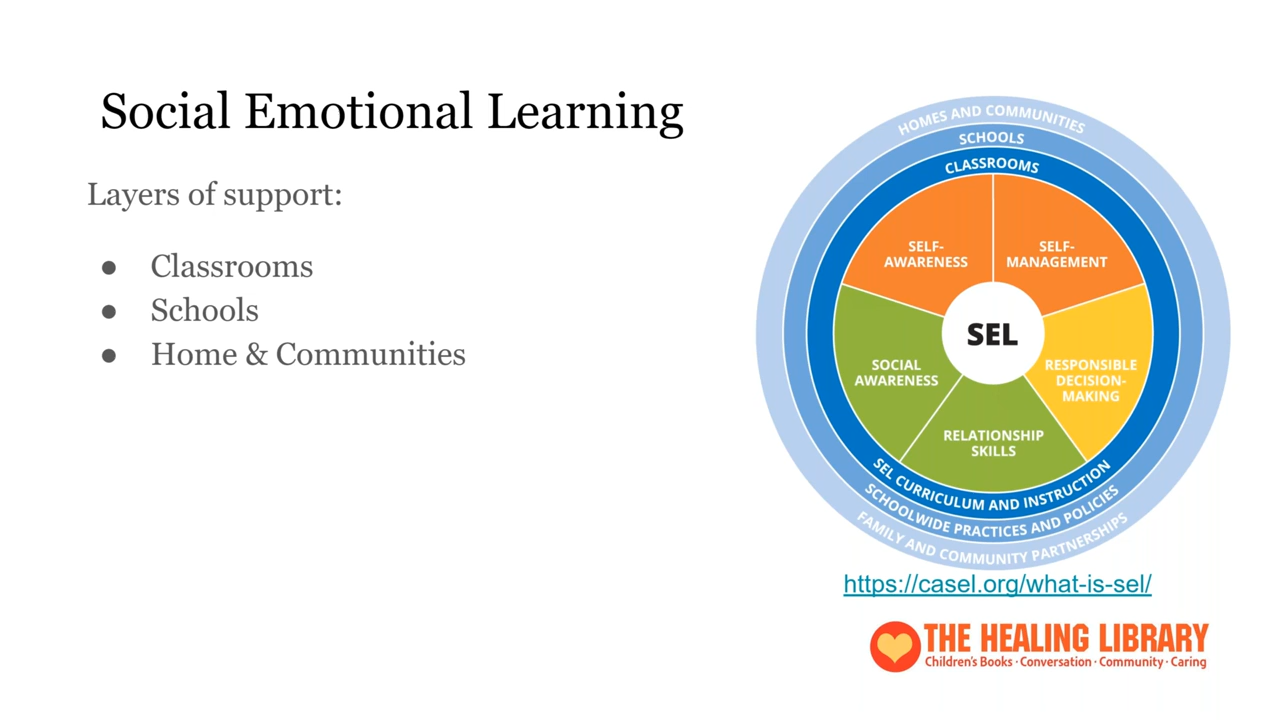 Social Emotional Learning
Layers of support:
● Classrooms
● Schools
● Home & Communities
HOMES AND COMMUNITIES
SCHOOLS
CLASSROOMS
SELF-
AWARENESS
SELF-
MANAGEMENT
SEL
SOCIAL
AWARENESS
RESPONSIBLE
DECISION-
MAKING
RELATIONSHIP
SKILLS
SEL CURRICULUM AND INSTRUCTION
SCHOOLWIDE PRACTICES AND POLICIES
FAMILY AND COMMUNITY PARTNERSHIPS
https://casel.org/what-is-sel/
THE HEALING LIBRARY
Children's Books · Conversation · Community · Caring